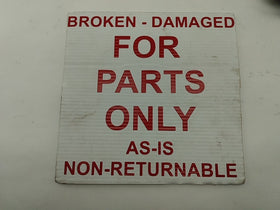 BROKEN - DAMAGED
FOR
PARTS
ONLY
AS-IS
NON-RETURNABLE